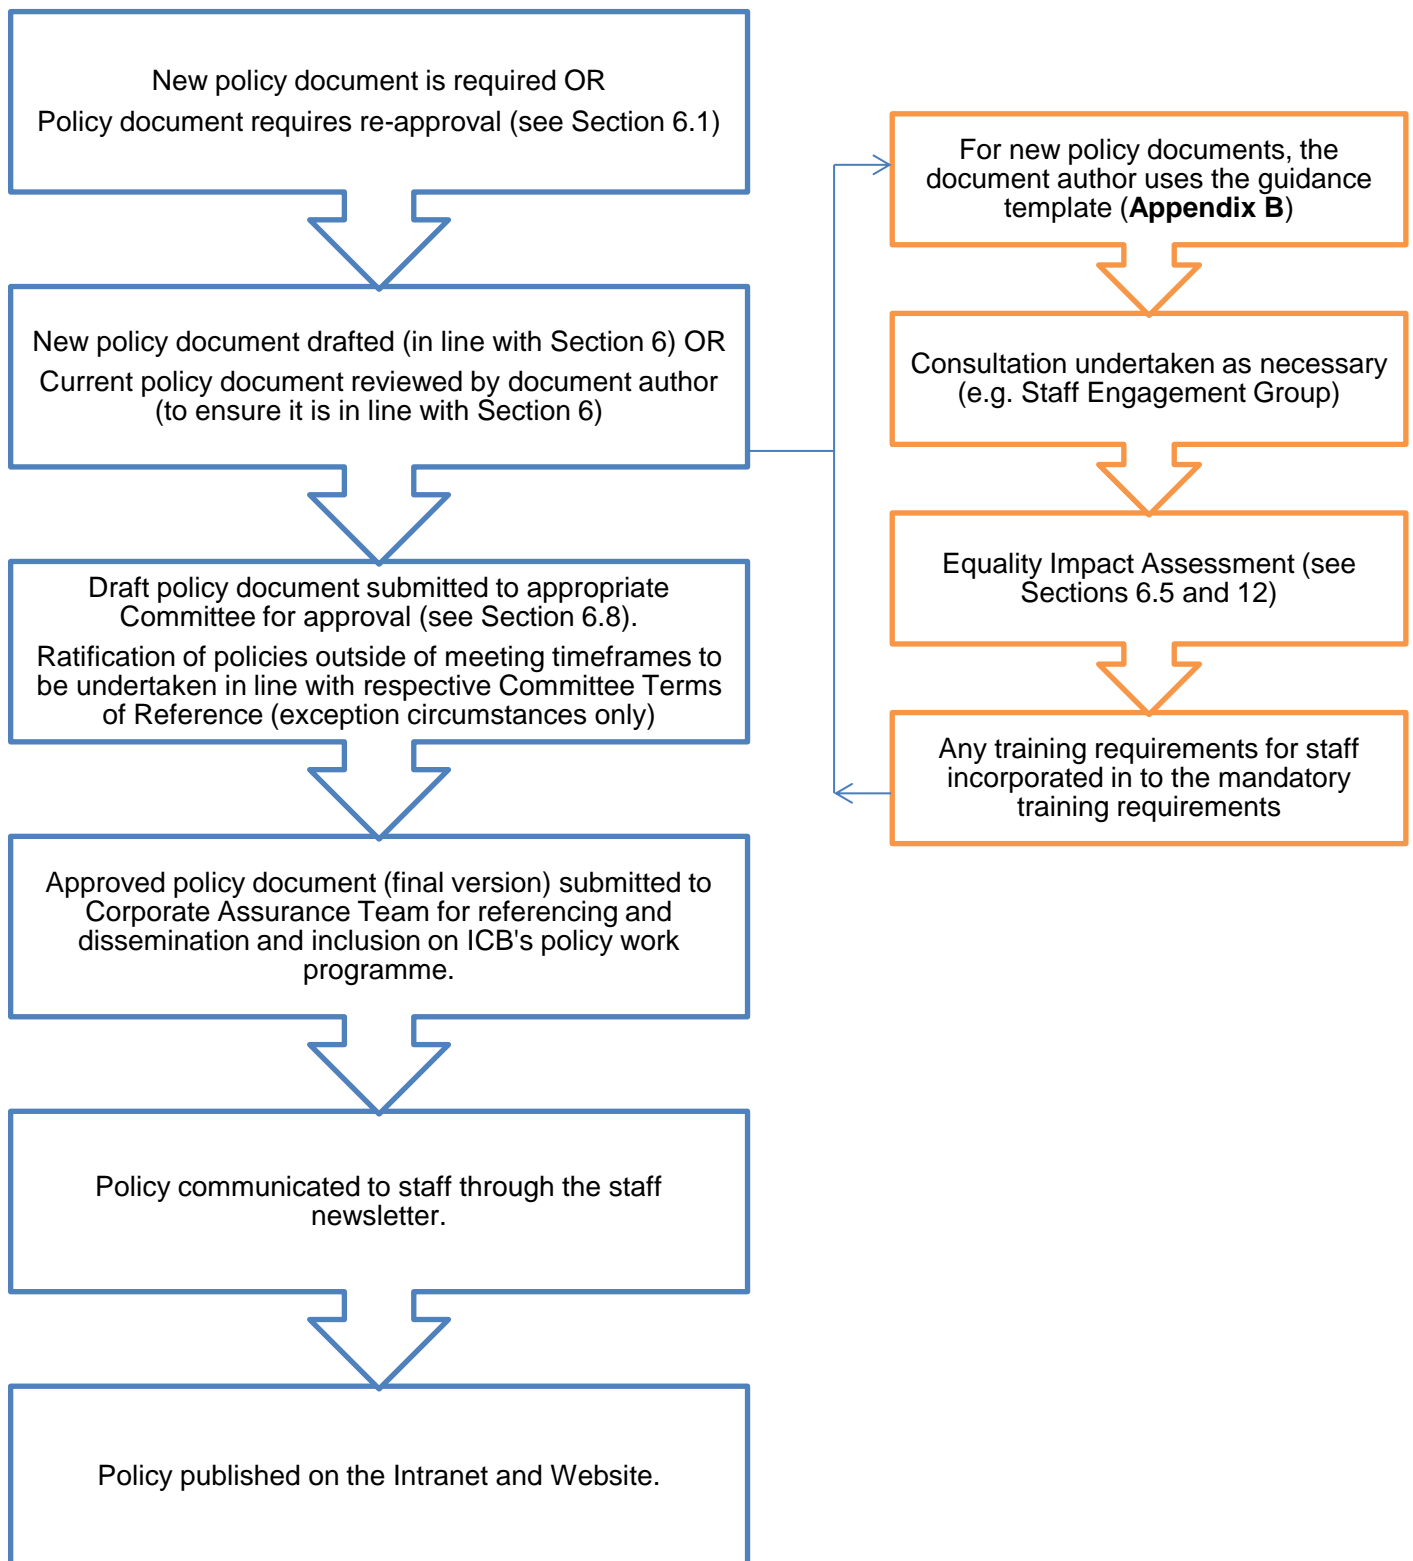 New policy document is required OR
Policy document requires re-approval (see Section 6.1)
New policy document drafted (in line with Section 6) OR
Current policy document reviewed by document author
(to ensure it is in line with Section 6)
Draft policy document submitted to appropriate
Committee for approval (see Section 6.8).
Ratification of policies outside of meeting timeframes to
be undertaken in line with respective Committee Terms
of Reference (exception circumstances only)
Approved policy document (final version) submitted to
Corporate Assurance Team for referencing and
dissemination and inclusion on ICB's policy work
programme.
Policy communicated to staff through the staff
newsletter.
Policy published on the Intranet and Website.
For new policy documents, the
document author uses the guidance
template (Appendix B)
Consultation undertaken as necessary
(e.g. Staff Engagement Group)
Equality Impact Assessment (see
Sections 6.5 and 12)
Any training requirements for staff
incorporated in to the mandatory
training requirements